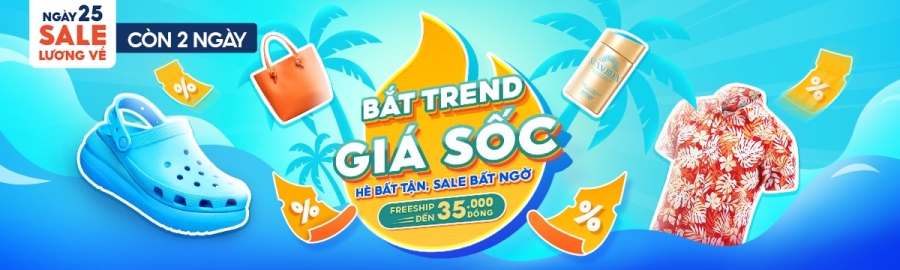 NGÀY 25
SALE
LƯƠNG VỀ
CÒN 2 NGÀY
BẮT TREND
GIÁ SỐC
HÈ BẤT TẬN, SALE BẤT NGỜ
FREESHIP ĐẾN 35.000 ĐỒNG
%
%
%
%